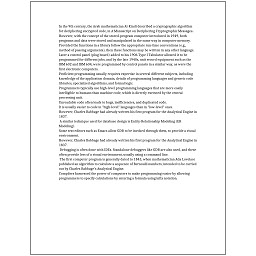 In the 9th century, the Arab mathematician Al-Kindi described a cryptographic algorithm
for deciphering encrypted code, in A Manuscript on Deciphering Cryptographic Messages.
However, with the concept of the stored-program computer introduced in 1949, both
programs and data were stored and manipulated in the same way in computer memory.
Provided the functions in a library follow the appropriate run-time conventions (e.g.,
method of passing arguments), then these functions may be written in any other language.
Later a control panel (plug board) added to his 1906 Type I Tabulator allowed it to be
programmed for different jobs, and by the late 1940s, unit record equipment such as the
IBM 602 and IBM 604, were programmed by control panels in a similar way, as were the
first electronic computers.
Proficient programming usually requires expertise in several different subjects, including
knowledge of the application domain, details of programming languages and generic code
libraries, specialized algorithms, and formal logic.
Programmers typically use high-level programming languages that are more easily
intelligible to humans than machine code, which is directly executed by the central
processing unit.
Unreadable code often leads to bugs, inefficiencies, and duplicated code.
It is usually easier to code in "high-level" languages than in "low-level" ones.
However, Charles Babbage had already written his first program for the Analytical Engine in
1837.
A similar technique used for database design is Entity-Relationship Modeling (ER
Modeling).
Some text editors such as Emacs allow GDB to be invoked through them, to provide a visual
environment.
However, Charles Babbage had already written his first program for the Analytical Engine in
1837.
Debugging is often done with IDEs. Standalone debuggers like GDB are also used, and these
often provide less of a visual environment, usually using a command line.
The first computer program is generally dated to 1843, when mathematician Ada Lovelace
published an algorithm to calculate a sequence of Bernoulli numbers, intended to be carried
out by Charles Babbage's Analytical Engine.
Compilers harnessed the power of computers to make programming easier by allowing
programmers to specify calculations by entering a formula using infix notation.